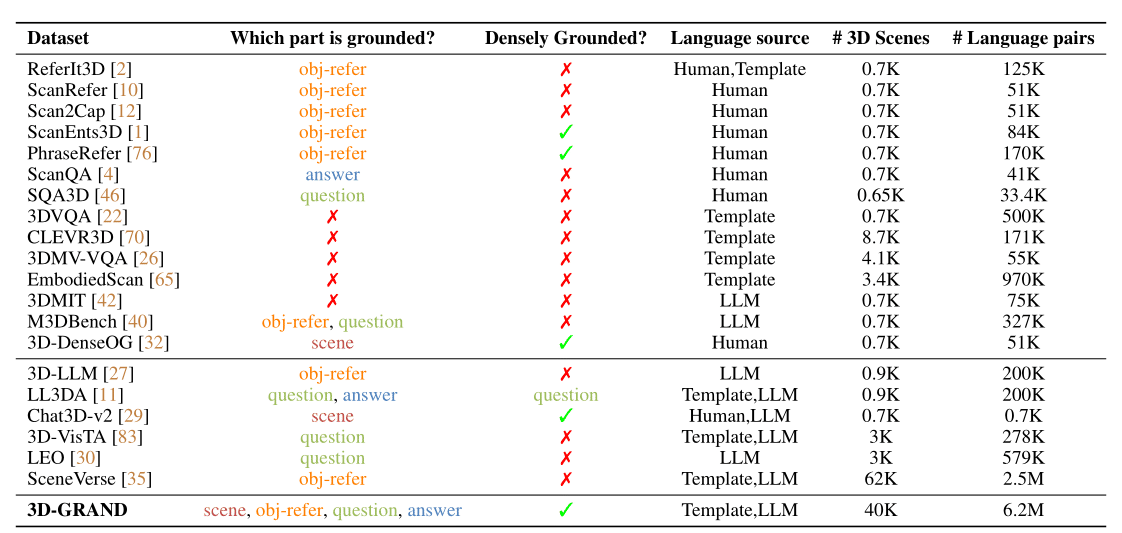 Dataset Which part is grounded? Densely Grounded? Language source # 3D Scenes # Language pairs
ReferIt3D [2] obj-refer ✗ Human,Template 0.7K 125K
ScanRefer [10] obj-refer ✗ Human 0.7K 51K
Scan2Cap [12] obj-refer ✗ Human 0.7K 51K
ScanEnts3D [1] obj-refer ✓ Human 0.7K 84K
PhraseRefer [76] obj-refer ✓ Human 0.7K 170K
ScanQA [4] answer ✗ Human 0.7K 41K
SQA3D [46] question ✗ Human 0.65K 33.4K
3DVQA [22] ✗ ✗ Template 0.7K 500K
CLEVR3D [70] ✗ ✗ Template 8.7K 171K
3DMV-VQA [26] ✗ ✗ Template 4.1K 55K
EmbodiedScan [65] ✗ ✗ Template 3.4K 970K
3DMIT [42] ✗ ✗ LLM 0.7K 75K
M3DBench [40] obj-refer, question ✗ LLM 0.7K 327K
3D-DenseOG [32] scene ✓ Human 0.7K 51K
3D-LLM [27] obj-refer ✗ LLM 0.9K 200K
LL3DA [11] question, answer question Template,LLM 0.9K 200K
Chat3D-v2 [29] scene ✓ Human,LLM 0.7K 0.7K
3D-VisTA [83] question ✗ Template,LLM 3K 278K
LEO [30] question ✗ LLM 3K 579K
SceneVerse [35] obj-refer ✗ Template,LLM 62K 2.5M
3D-GRAND scene, obj-refer, question, answer ✓ Template,LLM 40K 6.2M